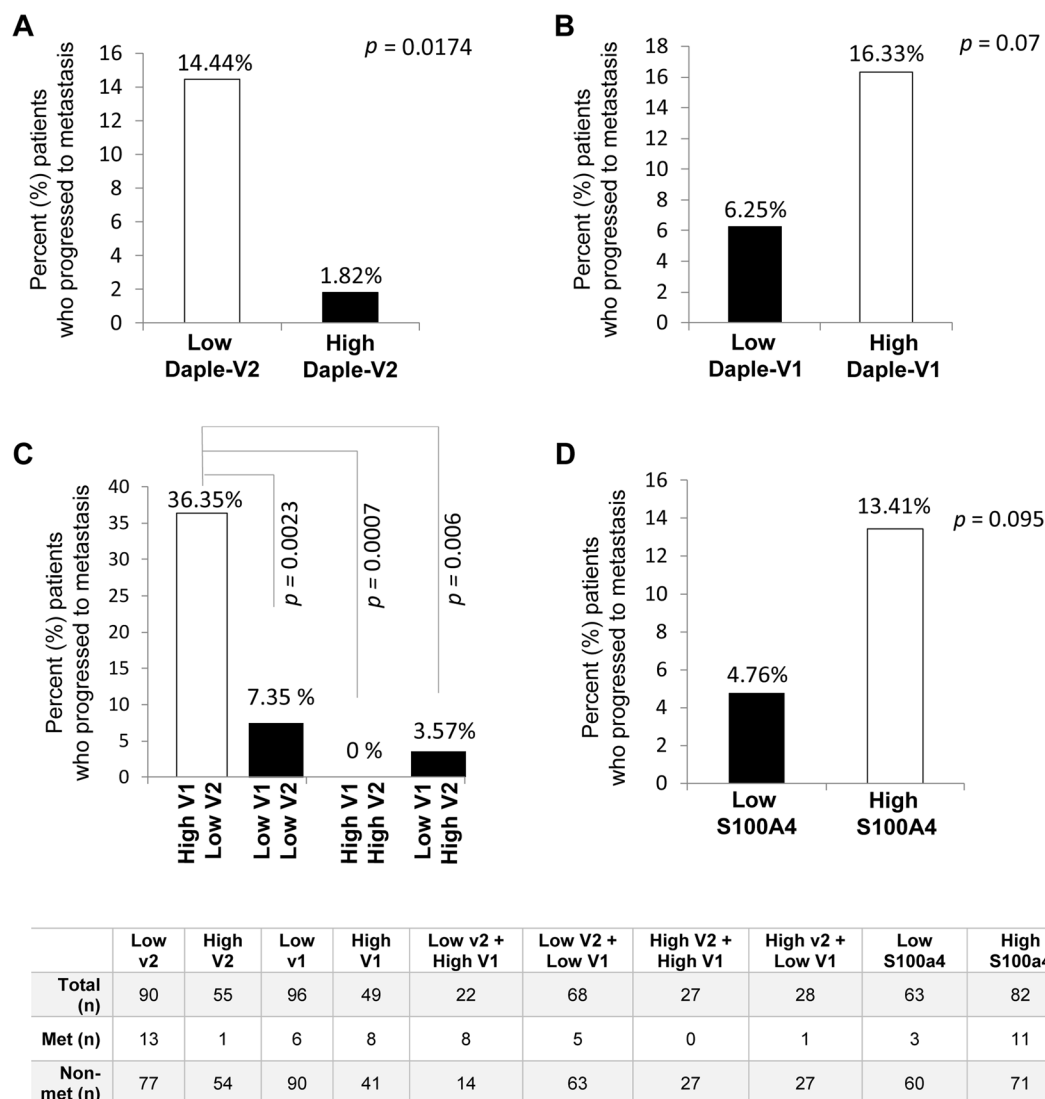 A
p = 0.0174
Percent (%) patients
who progressed to metastasis
16
14
12
10
8
6
4
2
0
14.44%
1.82%
Low
Daple-V2
High
Daple-V2
B
p = 0.07
Percent (%) patients
who progressed to metastasis
18
16
14
12
10
8
6
4
2
0
6.25%
16.33%
Low
Daple-V1
High
Daple-V1
C
Percent (%) patients
who progressed to metastasis
40
35
30
25
20
15
10
5
0
36.35%
7.35 %
0 %
3.57%
p = 0.0023
p = 0.0007
p = 0.006
High V1
Low V2
Low V1
Low V2
High V1
High V2
Low V1
High V2
D
p = 0.095
Percent (%) patients
who progressed to metastasis
16
14
12
10
8
6
4
2
0
4.76%
13.41%
Low
S100A4
High
S100A4
Low High Low High Low v2 + Low V2 + High V2 + High v2 + Low High
v2 V2 v1 V1 High V1 Low V1 High V1 Low V1 S100a4 S100a4
Total
(n) 90 55 96 49 22 68 27 28 63 82
Met (n) 13 1 6 8 8 5 0 1 3 11
Non-
met (n) 77 54 90 41 14 63 27 27 60 71